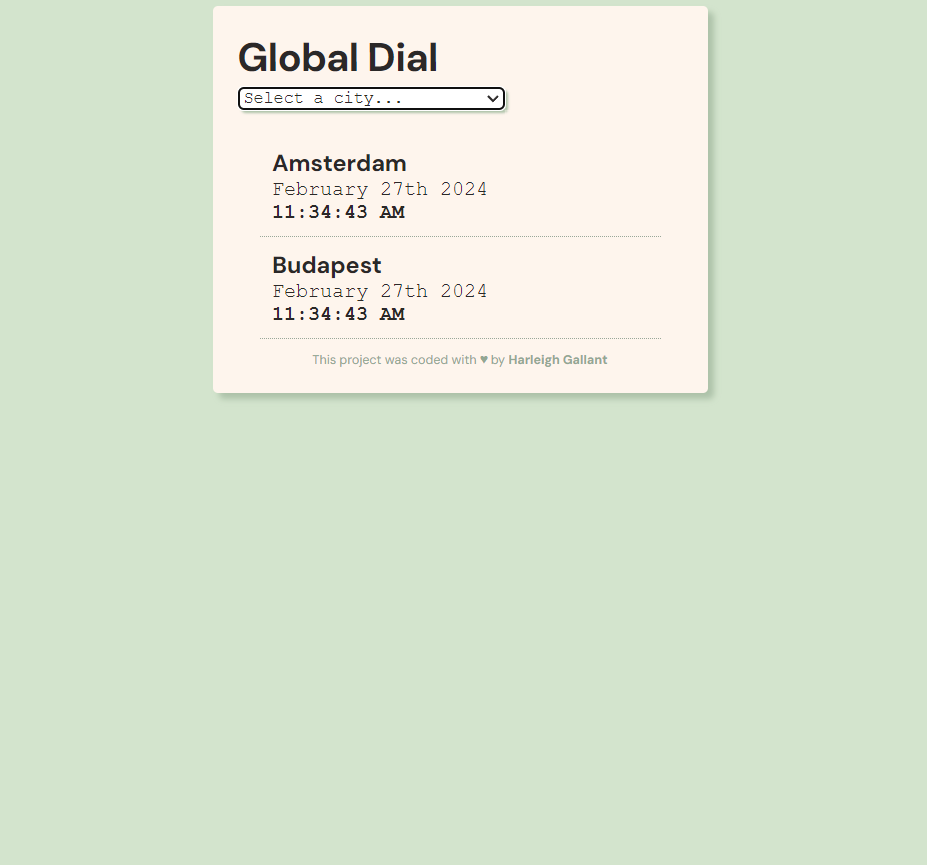 Global Dial
Select a city...
Amsterdam
February 27th 2024
11:34:43 AM
Budapest
February 27th 2024
11:34:43 AM
This project was coded with ♥ by Harleigh Gallant